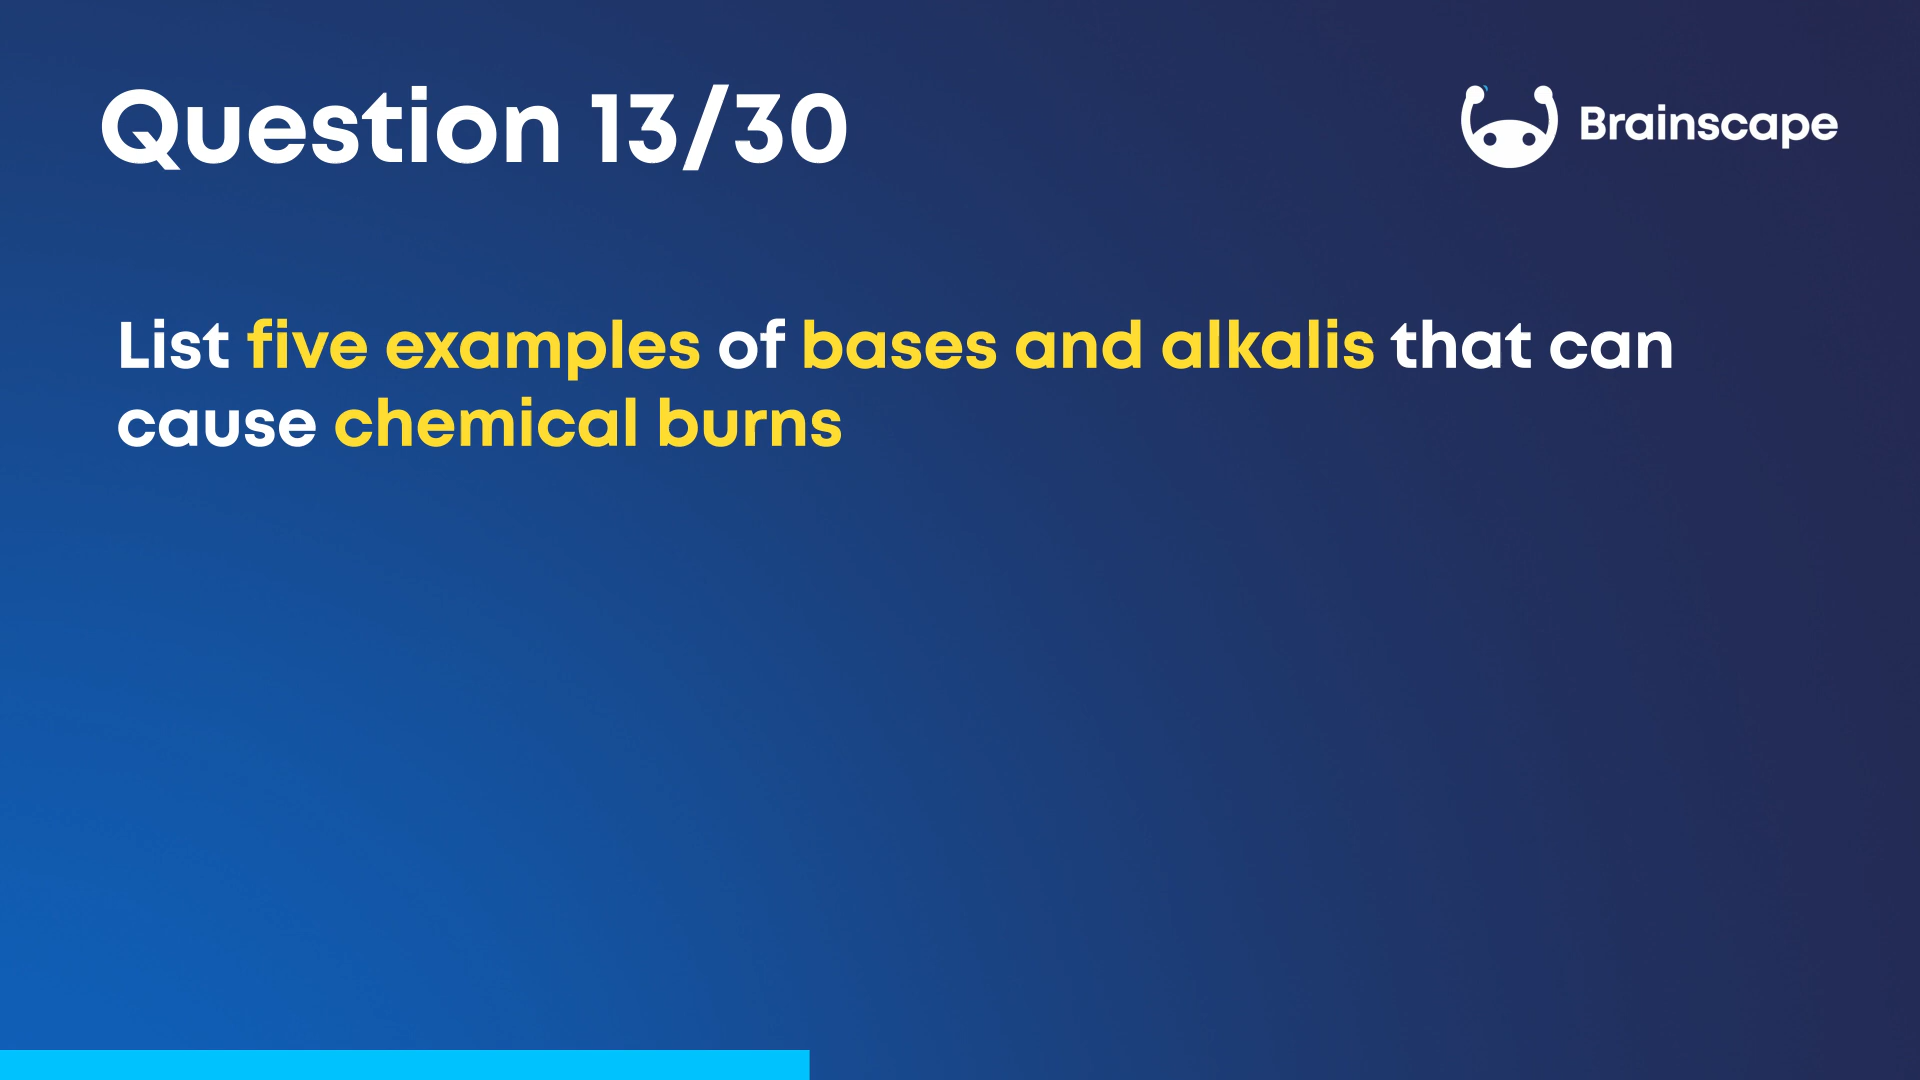 Question 13/30
Brainscape
List five examples of bases and alkalis that can
cause chemical burns